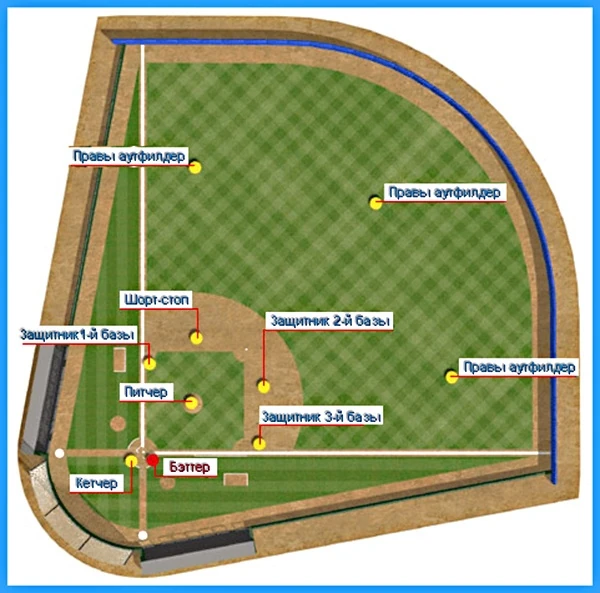 Правы аутфилдер
Правы аутфилдер
Шорт-стоп
Защитник 2-й базы
Защитник1-й базы
Правы аутфилдер
Питчер
Защитник 3-й базы
Бэттер
Кетчер